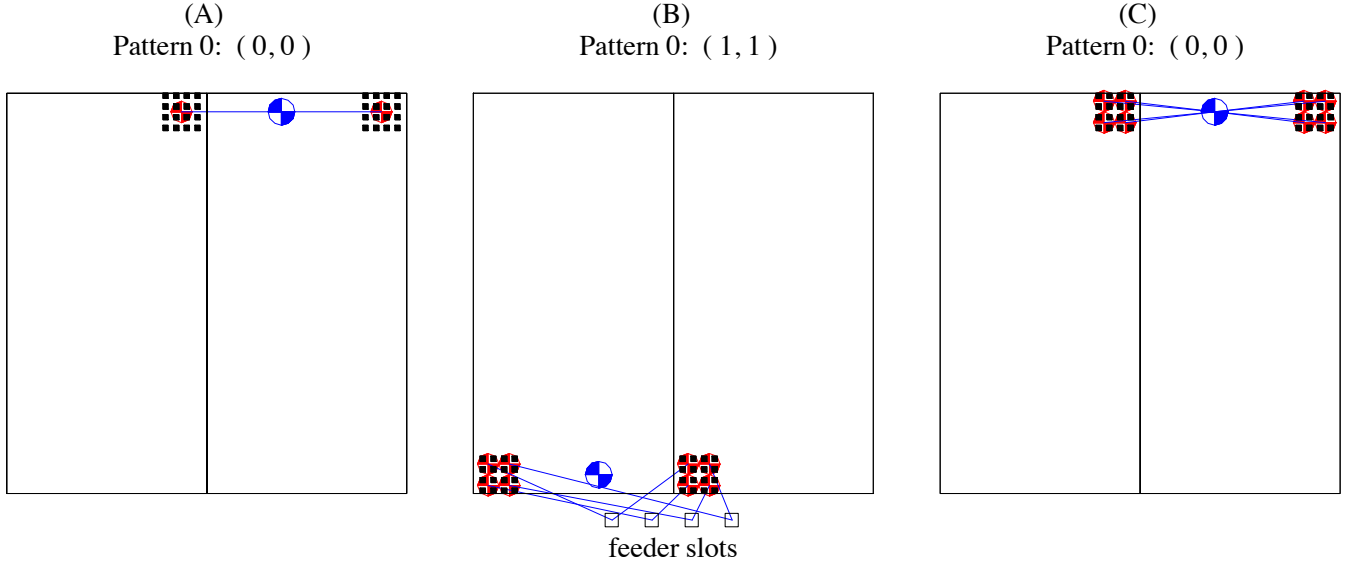 (A)
Pattern 0: ( 0, 0 )
(B)
Pattern 0: ( 1, 1 )
(C)
Pattern 0: ( 0, 0 )
feeder slots